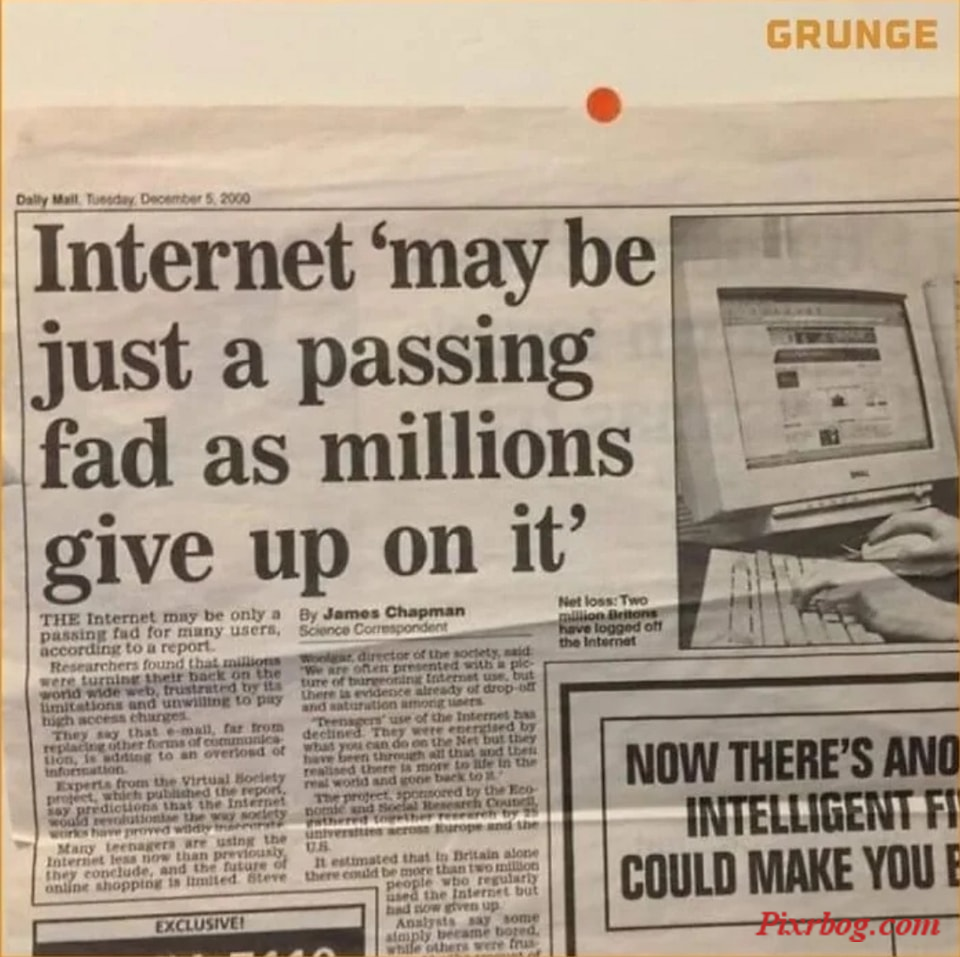 GRUNGE
Daily Mail, Tuesday, December 5, 2000
Internet ‘may be
just a passing
fad as millions
give up on it’
THE Internet may be only a
passing fad for many users,
according to a report.
Researchers found that millions
were turning their back on the
world wide web, frustrated by its
limitations and unwilling to pay
high access charges.
They say that e-mail, far from
replacing other forms of communica-
tion, is adding to an overload of
information.
Experts from the Virtual Society
project, which published the report,
say predictions that the Internet
would revolutionise the way society
works have proved wildly inaccurate.
Many teenagers are using the
Internet less now than previously,
they conclude, and the future of
online shopping is limited. Steve
By James Chapman
Science Correspondent
Woolgar, director of the society, said:
‘We are often presented with a pic-
ture of burgeoning Internet use, but
there is evidence already of drop-off
and saturation among users.
‘Teenagers’ use of the Internet has
declined. They were energised by
what you can do on the Net but they
have been through all that and then
realised there is more to life in the
real world and gone back to it.’
The project, sponsored by the Eco-
nomic and Social Research Council,
gathered together research by 25
universities across Europe and the
U.S.
It estimated that in Britain alone
there could be more than two million
people who regularly
used the Internet but
had now given up.
Analysts say some
simply became bored,
while others were frus-
Net loss: Two
million Britons
have logged off
the Internet
DELL
NOW THERE’S ANO
INTELLIGENT FI
COULD MAKE YOU B
EXCLUSIVE!
Pixrbog.com